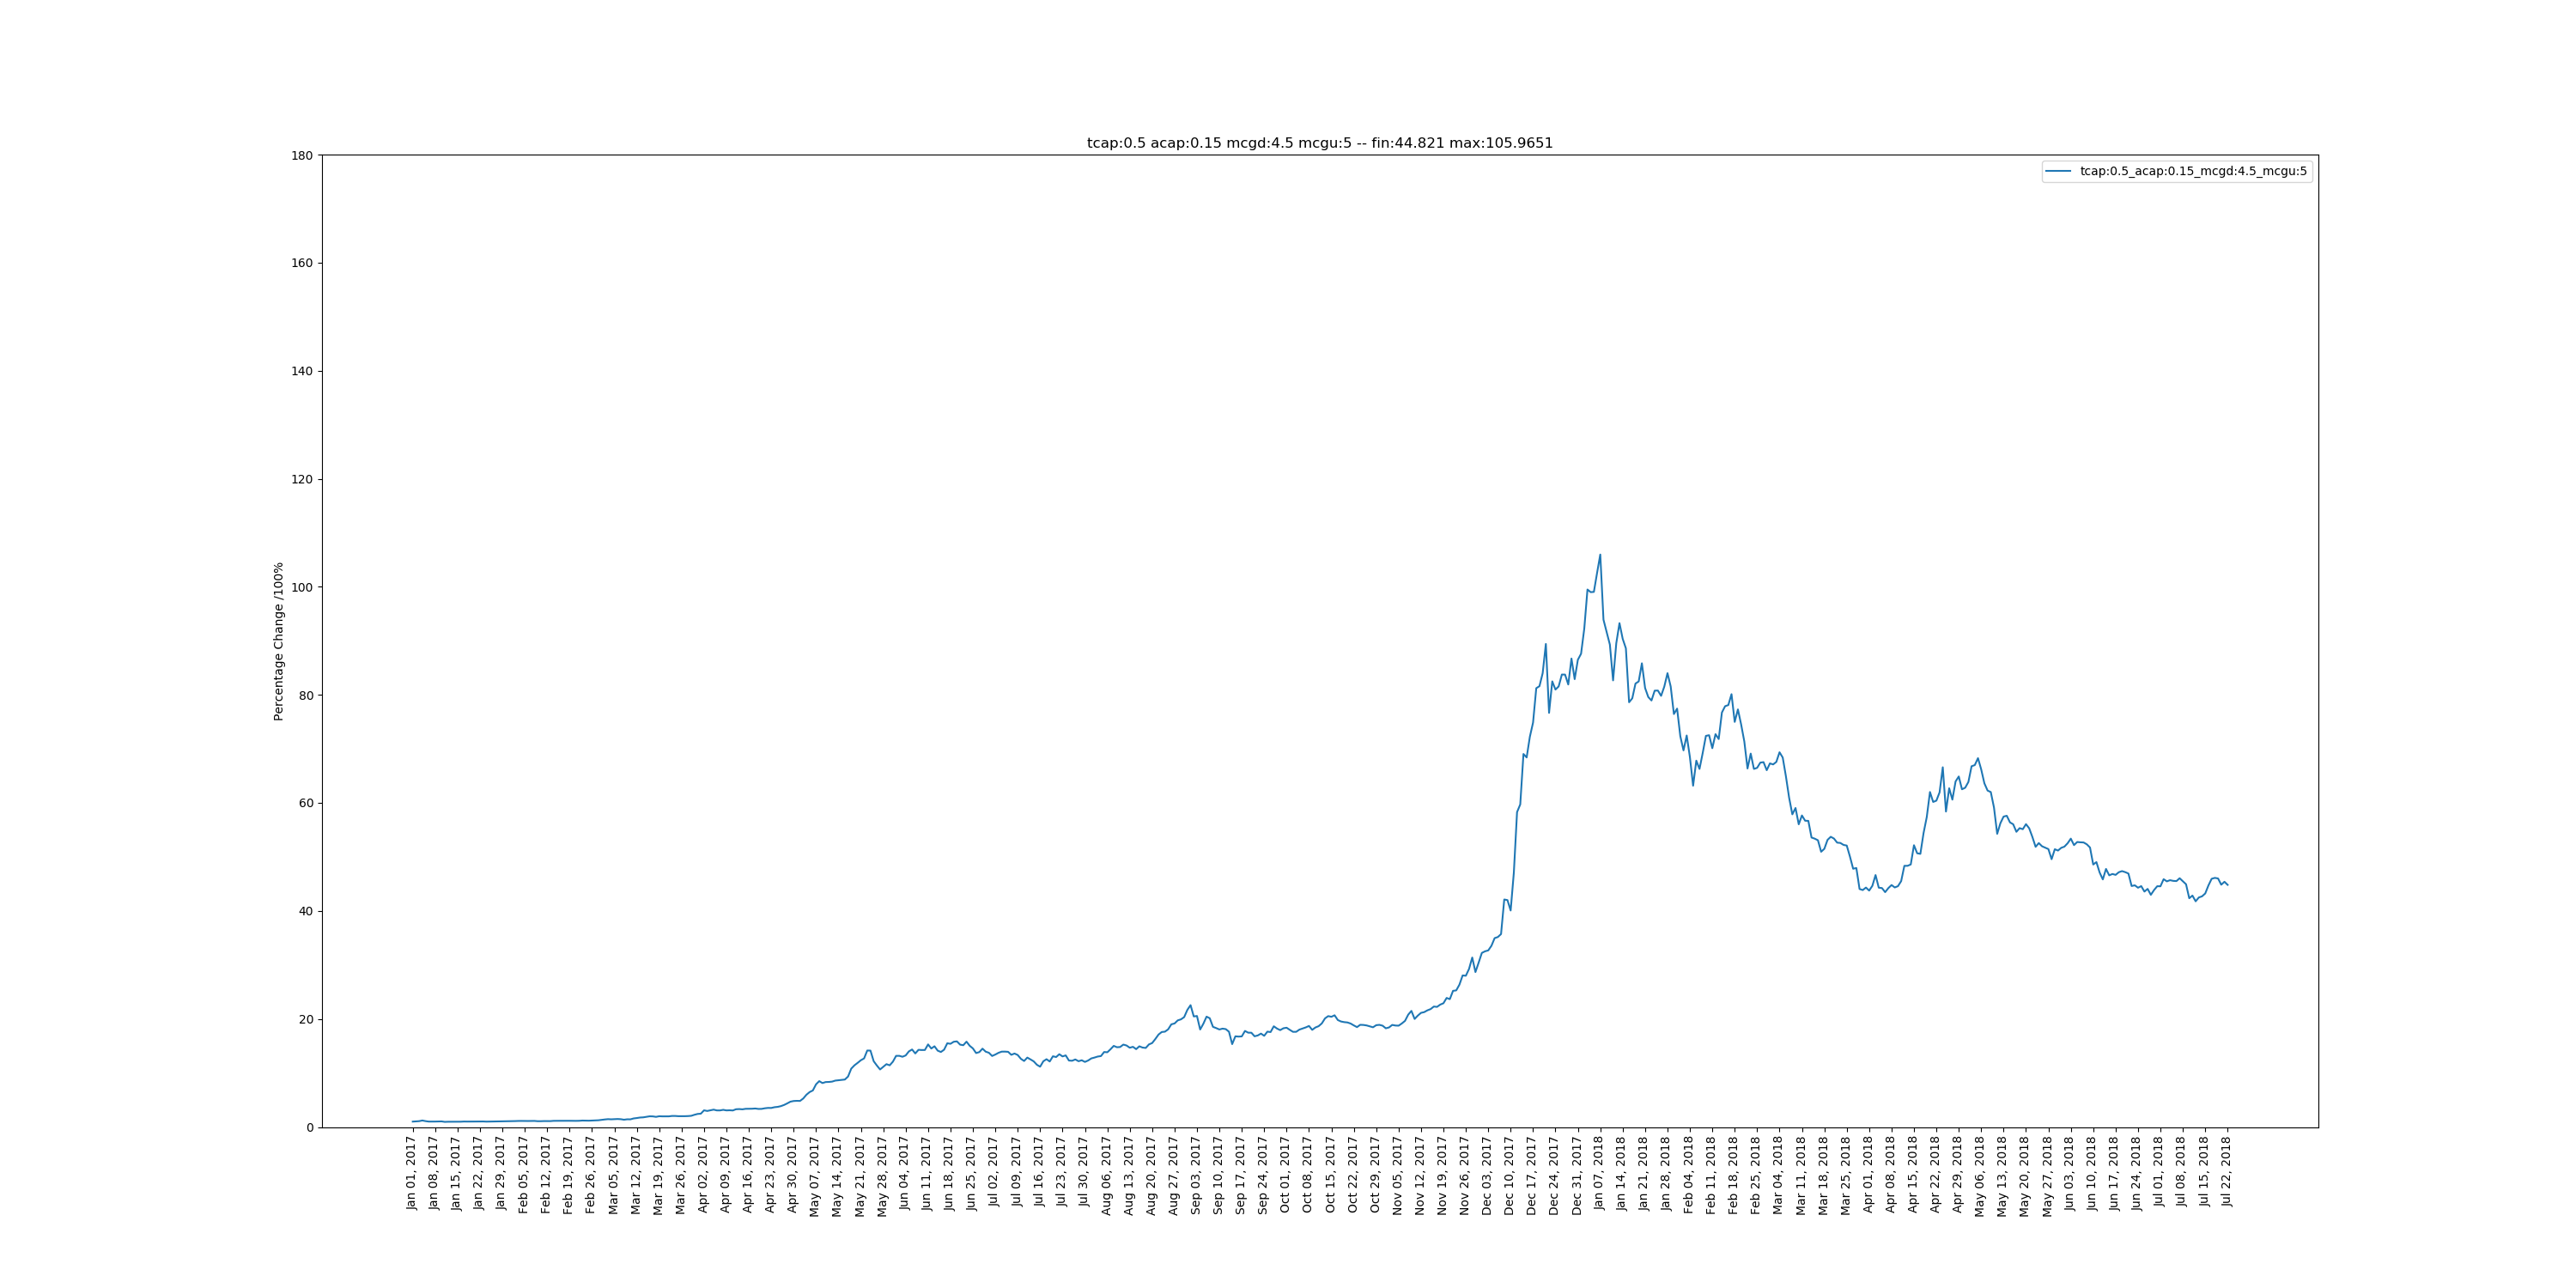 tcap:0.5 acap:0.15 mcgd:4.5 mcgu:5 -- fin:44.821 max:105.9651
tcap:0.5_acap:0.15_mcgd:4.5_mcgu:5
Percentage Change /100%
180
160
140
120
100
80
60
40
20
0
Jan 01, 2017
Jan 08, 2017
Jan 15, 2017
Jan 22, 2017
Jan 29, 2017
Feb 05, 2017
Feb 12, 2017
Feb 19, 2017
Feb 26, 2017
Mar 05, 2017
Mar 12, 2017
Mar 19, 2017
Mar 26, 2017
Apr 02, 2017
Apr 09, 2017
Apr 16, 2017
Apr 23, 2017
Apr 30, 2017
May 07, 2017
May 14, 2017
May 21, 2017
May 28, 2017
Jun 04, 2017
Jun 11, 2017
Jun 18, 2017
Jun 25, 2017
Jul 02, 2017
Jul 09, 2017
Jul 16, 2017
Jul 23, 2017
Jul 30, 2017
Aug 06, 2017
Aug 13, 2017
Aug 20, 2017
Aug 27, 2017
Sep 03, 2017
Sep 10, 2017
Sep 17, 2017
Sep 24, 2017
Oct 01, 2017
Oct 08, 2017
Oct 15, 2017
Oct 22, 2017
Oct 29, 2017
Nov 05, 2017
Nov 12, 2017
Nov 19, 2017
Nov 26, 2017
Dec 03, 2017
Dec 10, 2017
Dec 17, 2017
Dec 24, 2017
Dec 31, 2017
Jan 07, 2018
Jan 14, 2018
Jan 21, 2018
Jan 28, 2018
Feb 04, 2018
Feb 11, 2018
Feb 18, 2018
Feb 25, 2018
Mar 04, 2018
Mar 11, 2018
Mar 18, 2018
Mar 25, 2018
Apr 01, 2018
Apr 08, 2018
Apr 15, 2018
Apr 22, 2018
Apr 29, 2018
May 06, 2018
May 13, 2018
May 20, 2018
May 27, 2018
Jun 03, 2018
Jun 10, 2018
Jun 17, 2018
Jun 24, 2018
Jul 01, 2018
Jul 08, 2018
Jul 15, 2018
Jul 22, 2018